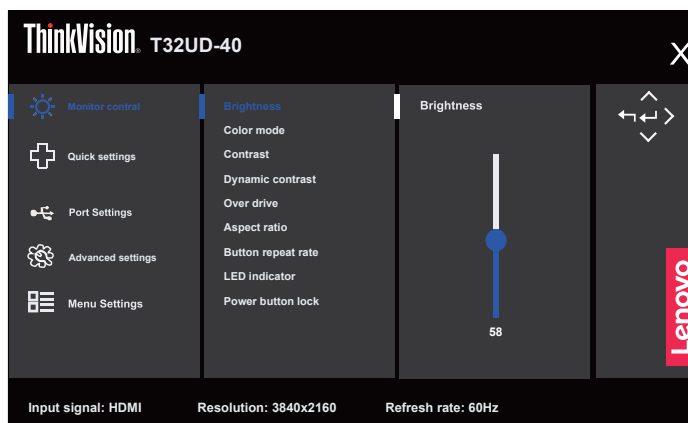 ThinkVision. T32UD-40
X
Monitor contral
Quick settings
Port Settings
Advanced settings
Menu Settings
Brightness
Color mode
Contrast
Dynamic contrast
Over drive
Aspect ratio
Button repeat rate
LED indicator
Power button lock
Brightness
58
Lenovo
Input signal: HDMI Resolution: 3840x2160 Refresh rate: 60Hz